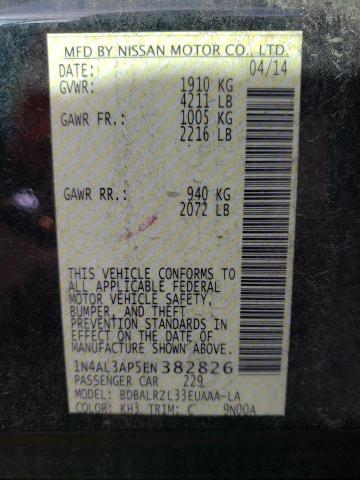 MFD BY NISSAN MOTOR CO., LTD.
DATE: 04/14
GVWR: 1910 KG
4211 LB
GAWR FR.: 1005 KG
2216 LB
GAWR RR.: 940 KG
2072 LB
THIS VEHICLE CONFORMS TO
ALL APPLICABLE FEDERAL
MOTOR VEHICLE SAFETY,
BUMPER, AND THEFT
PREVENTION STANDARDS IN
EFFECT ON THE DATE OF
MANUFACTURE SHOWN ABOVE.
1N4AL3AP5EN382826
PASSENGER CAR 229
MODEL: BDBALRZL33EUAAA-LA
COLOR: KH3 TRIM: C 9N00A